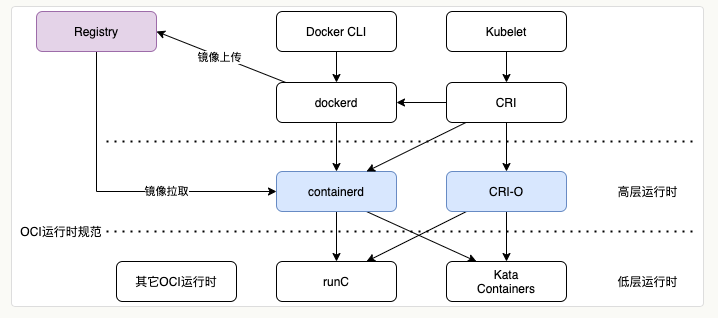 Registry
Docker CLI
Kubelet
镜像上传
dockerd
CRI
镜像拉取
containerd
CRI-O
高层运行时
OCI运行时规范
其它OCI运行时
runC
Kata
Containers
低层运行时